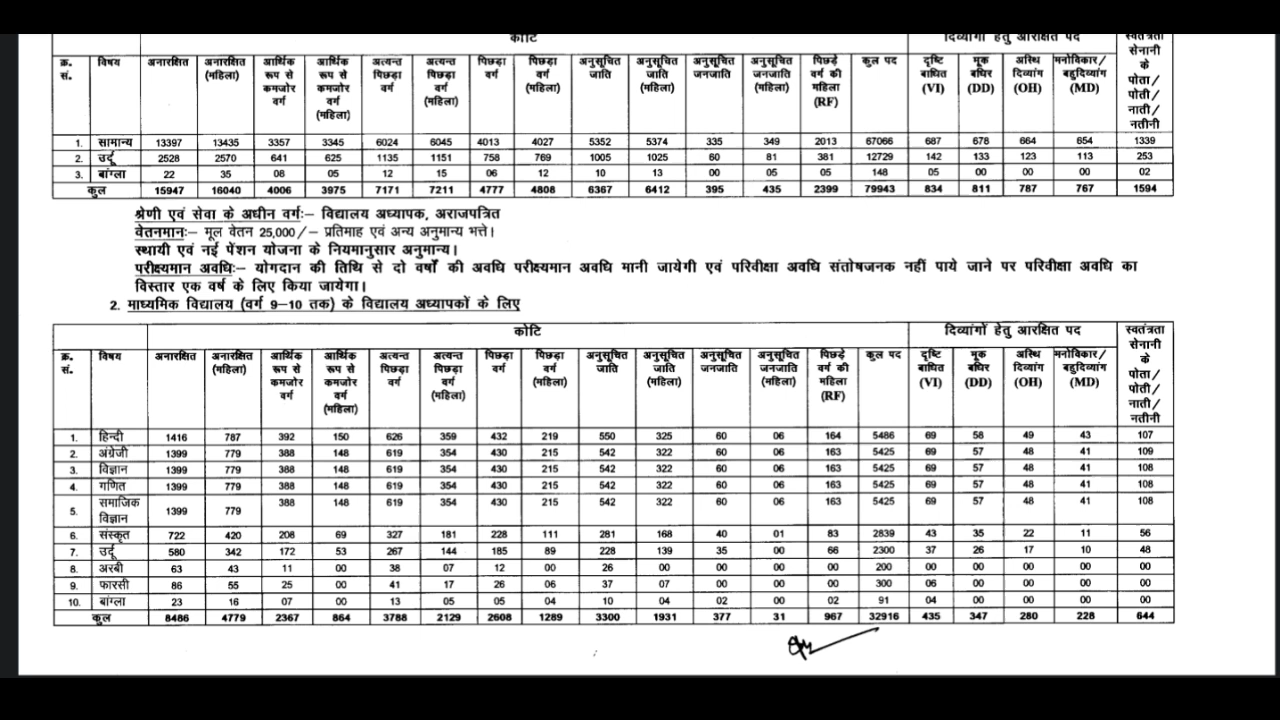 कोटि दिव्यांगों हेतु आरक्षित पद स्वतंत्रता सेनानी के पोता/ पोती/ नाती/ नतीनी
क्र. सं. विषय अनारक्षित अनारक्षित (महिला) आर्थिक रूप से कमजोर वर्ग आर्थिक रूप से कमजोर वर्ग (महिला) अत्यन्त पिछड़ा वर्ग अत्यन्त पिछड़ा वर्ग (महिला) पिछड़ा वर्ग पिछड़ा वर्ग (महिला) अनुसूचित जाति अनुसूचित जाति (महिला) अनुसूचित जनजाति अनुसूचित जनजाति (महिला) पिछड़े वर्ग की महिला (RF) कुल पद दृष्टि बाधित (VI) मूक बधिर (DD) अस्थि दिव्यांग (OH) मनोविकार/ बहुदिव्यांग (MD)
1. सामान्य 13397 13435 3357 3345 6024 6045 4013 4027 5352 5374 335 349 2013 67066 687 678 664 654 1339
2. उर्दू 2528 2570 641 625 1135 1151 758 769 1005 1025 60 81 381 12729 142 133 123 113 253
3. बांग्ला 22 35 08 05 12 15 06 12 10 13 00 05 05 148 05 00 00 00 02
कुल 15947 16040 4006 3975 7171 7211 4777 4808 6367 6412 395 435 2399 79943 834 811 787 767 1594
श्रेणी एवं सेवा के अधीन वर्गः– विद्यालय अध्यापक, अराजपत्रित
वेतनमानः– मूल वेतन 25,000/– प्रतिमाह एवं अन्य अनुमान्य भत्ते।
स्थायी एवं नई पेंशन योजना के नियमानुसार अनुमान्य।
परीक्ष्यमान अवधिः– योगदान की तिथि से दो वर्षों की अवधि परीक्ष्यमान अवधि मानी जायेगी एवं परिवीक्षा अवधि संतोषजनक नहीं पाये जाने पर परिवीक्षा अवधि का
विस्तार एक वर्ष के लिए किया जायेगा।
2. माध्यमिक विद्यालय (वर्ग 9–10 तक) के विद्यालय अध्यापकों के लिए
कोटि दिव्यांगों हेतु आरक्षित पद स्वतंत्रता सेनानी के पोता/ पोती/ नाती/ नतीनी
क्र. सं. विषय अनारक्षित अनारक्षित (महिला) आर्थिक रूप से कमजोर वर्ग आर्थिक रूप से कमजोर वर्ग (महिला) अत्यन्त पिछड़ा वर्ग अत्यन्त पिछड़ा वर्ग (महिला) पिछड़ा वर्ग पिछड़ा वर्ग (महिला) अनुसूचित जाति अनुसूचित जाति (महिला) अनुसूचित जनजाति अनुसूचित जनजाति (महिला) पिछड़े वर्ग की महिला (RF) कुल पद दृष्टि बाधित (VI) मूक बधिर (DD) अस्थि दिव्यांग (OH) मनोविकार/ बहुदिव्यांग (MD)
1. हिन्दी 1416 787 392 150 626 359 432 219 550 325 60 06 164 5486 69 58 49 43 107
2. अंग्रेजी 1399 779 388 148 619 354 430 215 542 322 60 06 163 5425 69 57 48 41 109
3. विज्ञान 1399 779 388 148 619 354 430 215 542 322 60 06 163 5425 69 57 48 41 108
4. गणित 1399 779 388 148 619 354 430 215 542 322 60 06 163 5425 69 57 48 41 108
5. समाजिक विज्ञान 1399 779 388 148 619 354 430 215 542 322 60 06 163 5425 69 57 48 41 108
6. संस्कृत 722 420 208 69 327 181 228 111 281 168 40 01 83 2839 43 35 22 11 56
7. उर्दू 580 342 172 53 267 144 185 89 228 139 35 00 66 2300 37 26 17 10 48
8. अरबी 63 43 11 00 38 07 12 00 26 00 00 00 00 200 00 00 00 00 00
9. फारसी 86 55 25 00 41 17 26 06 37 07 00 00 00 300 06 00 00 00 00
10. बांग्ला 23 16 07 00 13 05 05 04 10 04 02 00 02 91 04 00 00 00 00
कुल 8486 4779 2367 864 3788 2129 2608 1289 3300 1931 377 31 967 32916 435 347 280 228 644